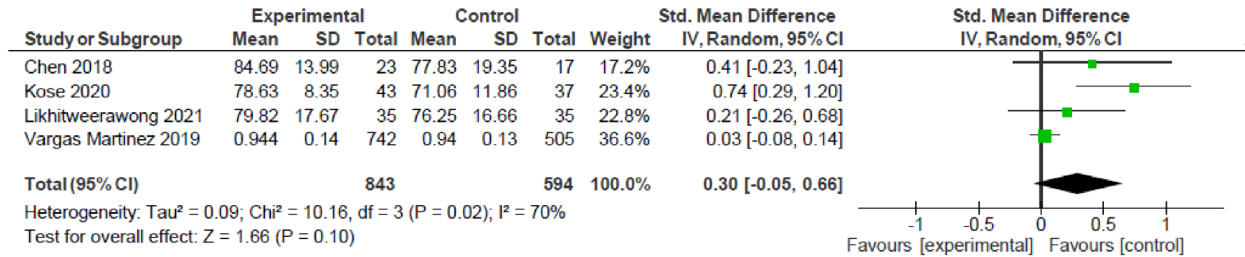 Experimental Control Std. Mean Difference Std. Mean Difference
Study or Subgroup Mean SD Total Mean SD Total Weight IV, Random, 95% CI IV, Random, 95% CI
Chen 2018 84.69 13.99 23 77.83 19.35 17 17.2% 0.41 [-0.23, 1.04]
Kose 2020 78.63 8.35 43 71.06 11.86 37 23.4% 0.74 [0.29, 1.20]
Likhitweerawong 2021 79.82 17.67 35 76.25 16.66 35 22.8% 0.21 [-0.26, 0.68]
Vargas Martinez 2019 0.944 0.14 742 0.94 0.13 505 36.6% 0.03 [-0.08, 0.14]
Total (95% CI) 843 594 100.0% 0.30 [-0.05, 0.66]
Heterogeneity: Tau² = 0.09; Chi² = 10.16, df = 3 (P = 0.02); I² = 70%
Test for overall effect: Z = 1.66 (P = 0.10)
-1 -0.5 0 0.5 1
Favours [experimental] Favours [control]